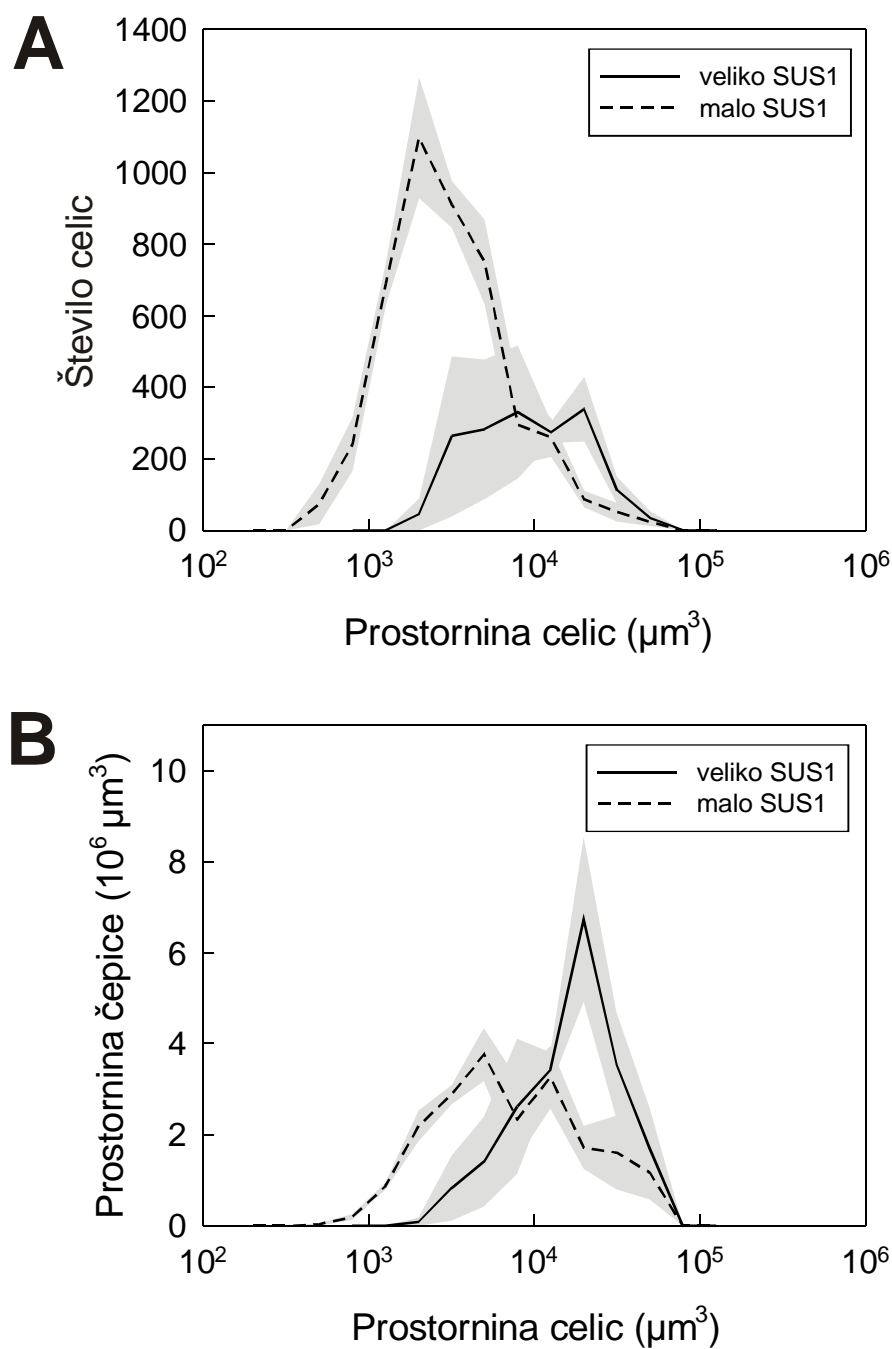 A
1400
1200
1000
800
600
400
200
0
Število celic
veliko SUS1
malo SUS1
10² 10³ 10⁴ 10⁵ 10⁶
Prostornina celic (µm³)
B
10
8
6
4
2
0
Prostornina čepice (10⁶ µm³)
veliko SUS1
malo SUS1
10² 10³ 10⁴ 10⁵ 10⁶
Prostornina celic (µm³)